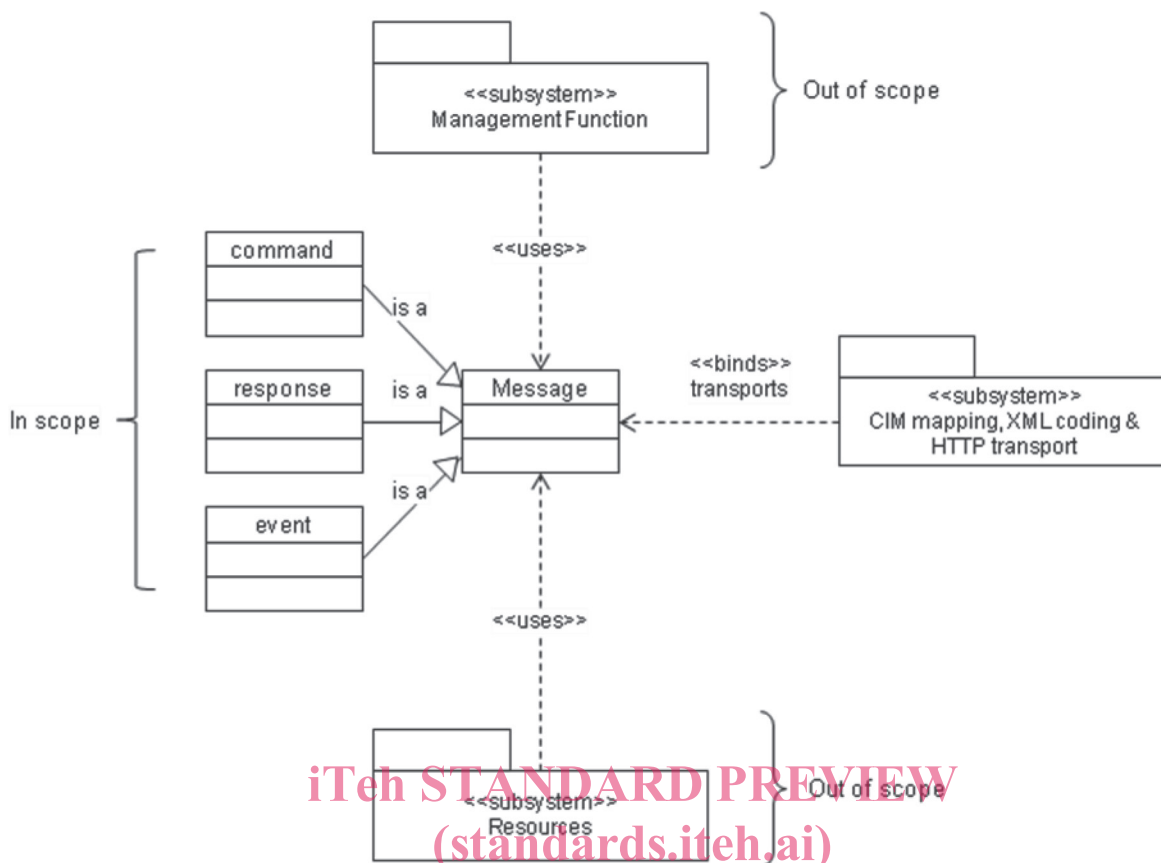 <<subsystem>>
Management Function
Out of scope
<<uses>>
command
is a
response
is a
Message
event
is a
In scope
<<binds>>
transports
<<subsystem>>
CIM mapping, XML coding &
HTTP transport
<<uses>>
iTeh STANDARD PREVIEW
<<subsystem>>
Resources
Out of scope
(standards.iteh.ai)